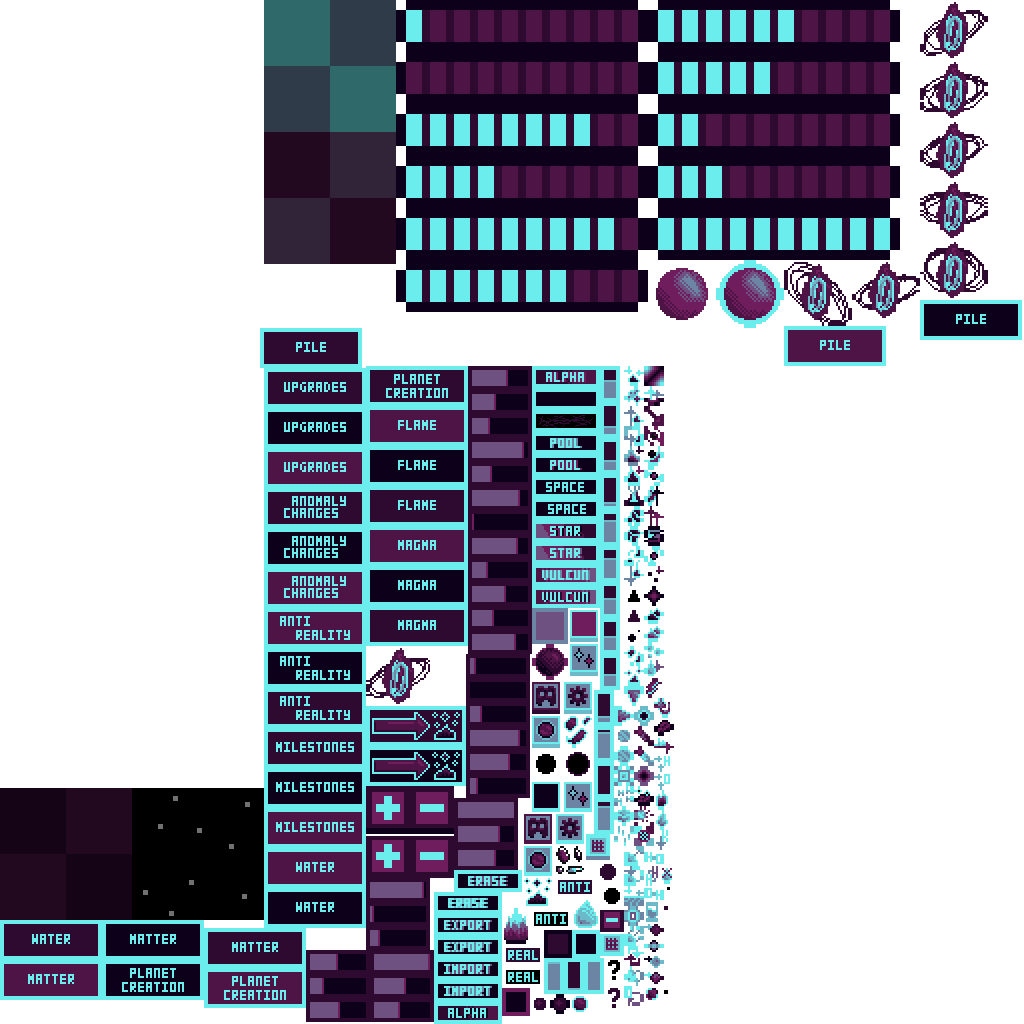 PILE
PILE
PILE
UPGRADES
UPGRADES
UPGRADES
ANOMALY
CHANGES
ANOMALY
CHANGES
ANOMALY
CHANGES
ANTI
REALITY
ANTI
REALITY
ANTI
REALITY
MILESTONES
MILESTONES
MILESTONES
WATER
WATER
PLANET
CREATION
FLAME
FLAME
FLAME
MAGMA
MAGMA
MAGMA
ALPHA
POOL
POOL
SPACE
SPACE
STAR
STAR
VULCUN
VULCUN
ERASE
ERASE
EXPORT
EXPORT
IMPORT
IMPORT
ALPHA
ANTI
ANTI
REAL
REAL
?
?
WATER
MATTER
MATTER
MATTER
PLANET
CREATION
PLANET
CREATION